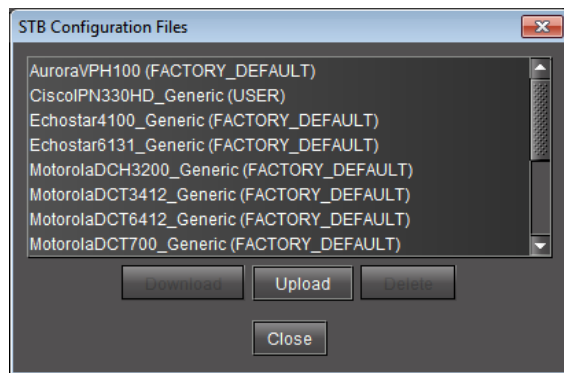 STB Configuration Files
AuroraVPH100 (FACTORY_DEFAULT)
CiscoIPN330HD_Generic (USER)
Echostar4100_Generic (FACTORY_DEFAULT)
Echostar6131_Generic (FACTORY_DEFAULT)
MotorolaDCH3200_Generic (FACTORY_DEFAULT)
MotorolaDCT3412_Generic (FACTORY_DEFAULT)
MotorolaDCT6412_Generic (FACTORY_DEFAULT)
MotorolaDCT700_Generic (FACTORY_DEFAULT)
Download Upload Delete
Close